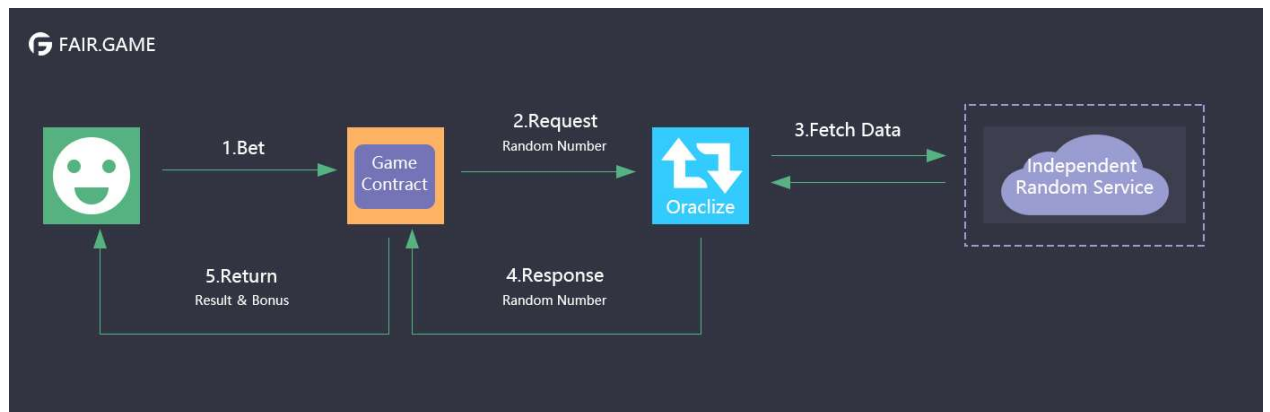 FAIR.GAME
1.Bet
Game
Contract
2.Request
Random Number
Oraclize
3.Fetch Data
Independent
Random Service
4.Response
Random Number
5.Return
Result & Bonus